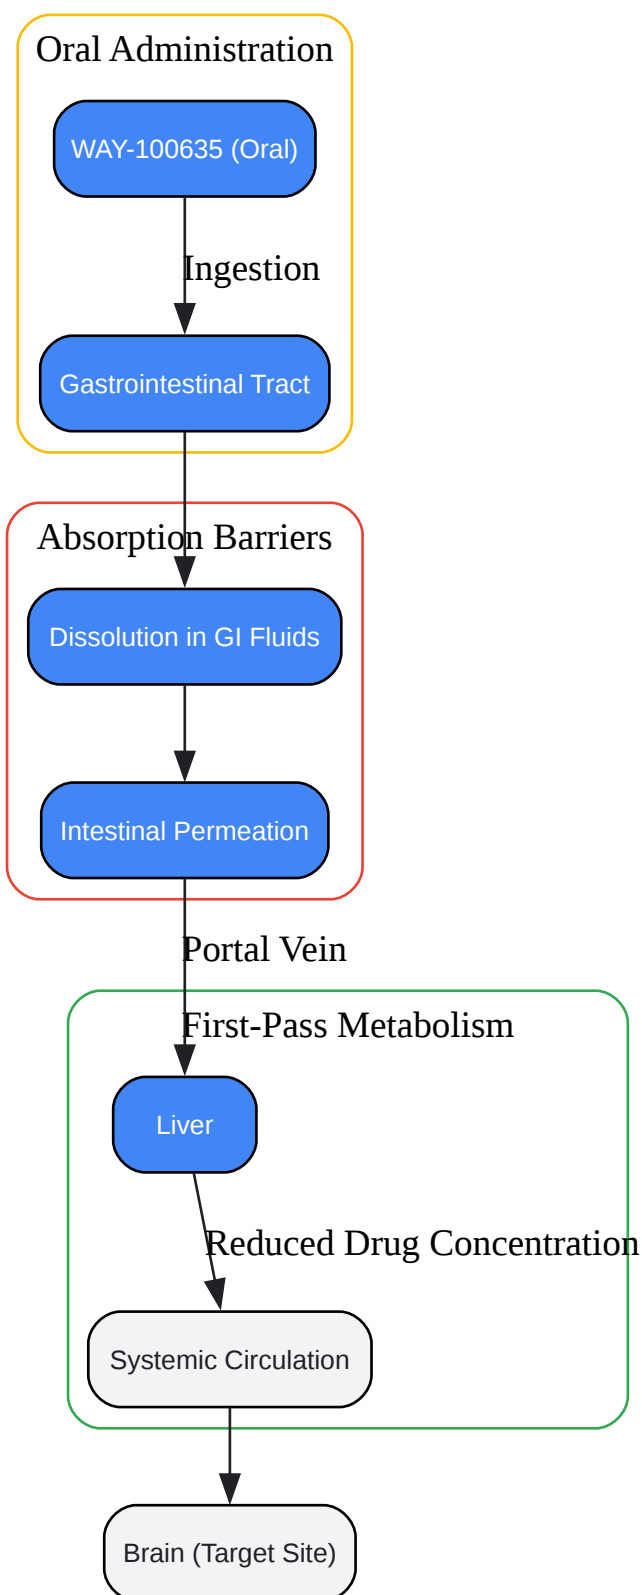 Oral Administration
WAY-100635 (Oral)
Ingestion
Gastrointestinal Tract
Absorption Barriers
Dissolution in GI Fluids
Intestinal Permeation
Portal Vein
First-Pass Metabolism
Liver
Reduced Drug Concentration
Systemic Circulation
Brain (Target Site)